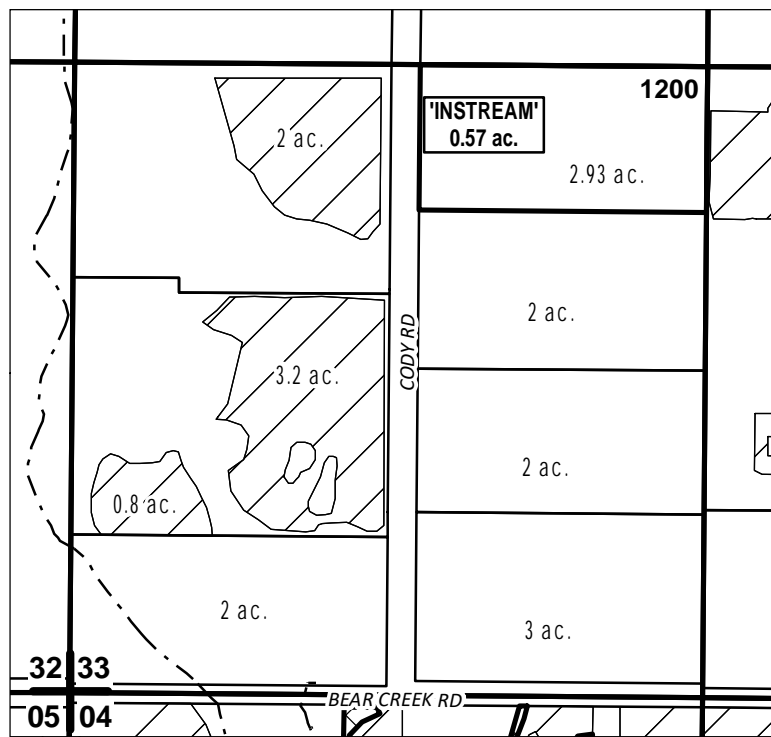 1200
'INSTREAM'
0.57 ac.
2 ac.
2.93 ac.
2 ac.
CODY RD
3.2 ac.
2 ac.
0.8 ac.
2 ac.
3 ac.
32 33
BEAR CREEK RD
05 04